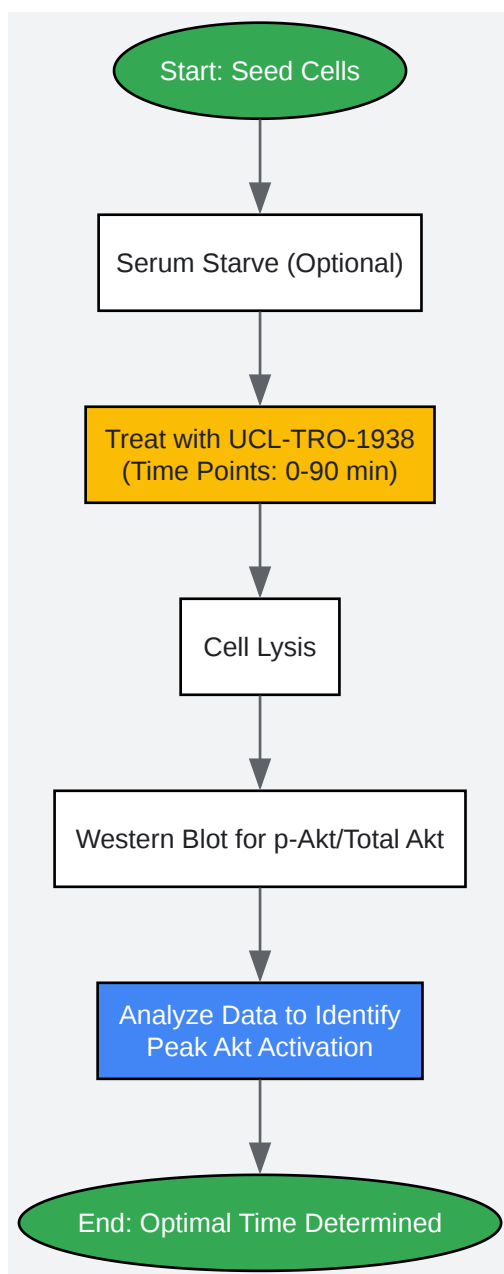 Start: Seed Cells
Serum Starve (Optional)
Treat with UCL-TRO-1938
(Time Points: 0-90 min)
Cell Lysis
Western Blot for p-Akt/Total Akt
Analyze Data to Identify
Peak Akt Activation
End: Optimal Time Determined